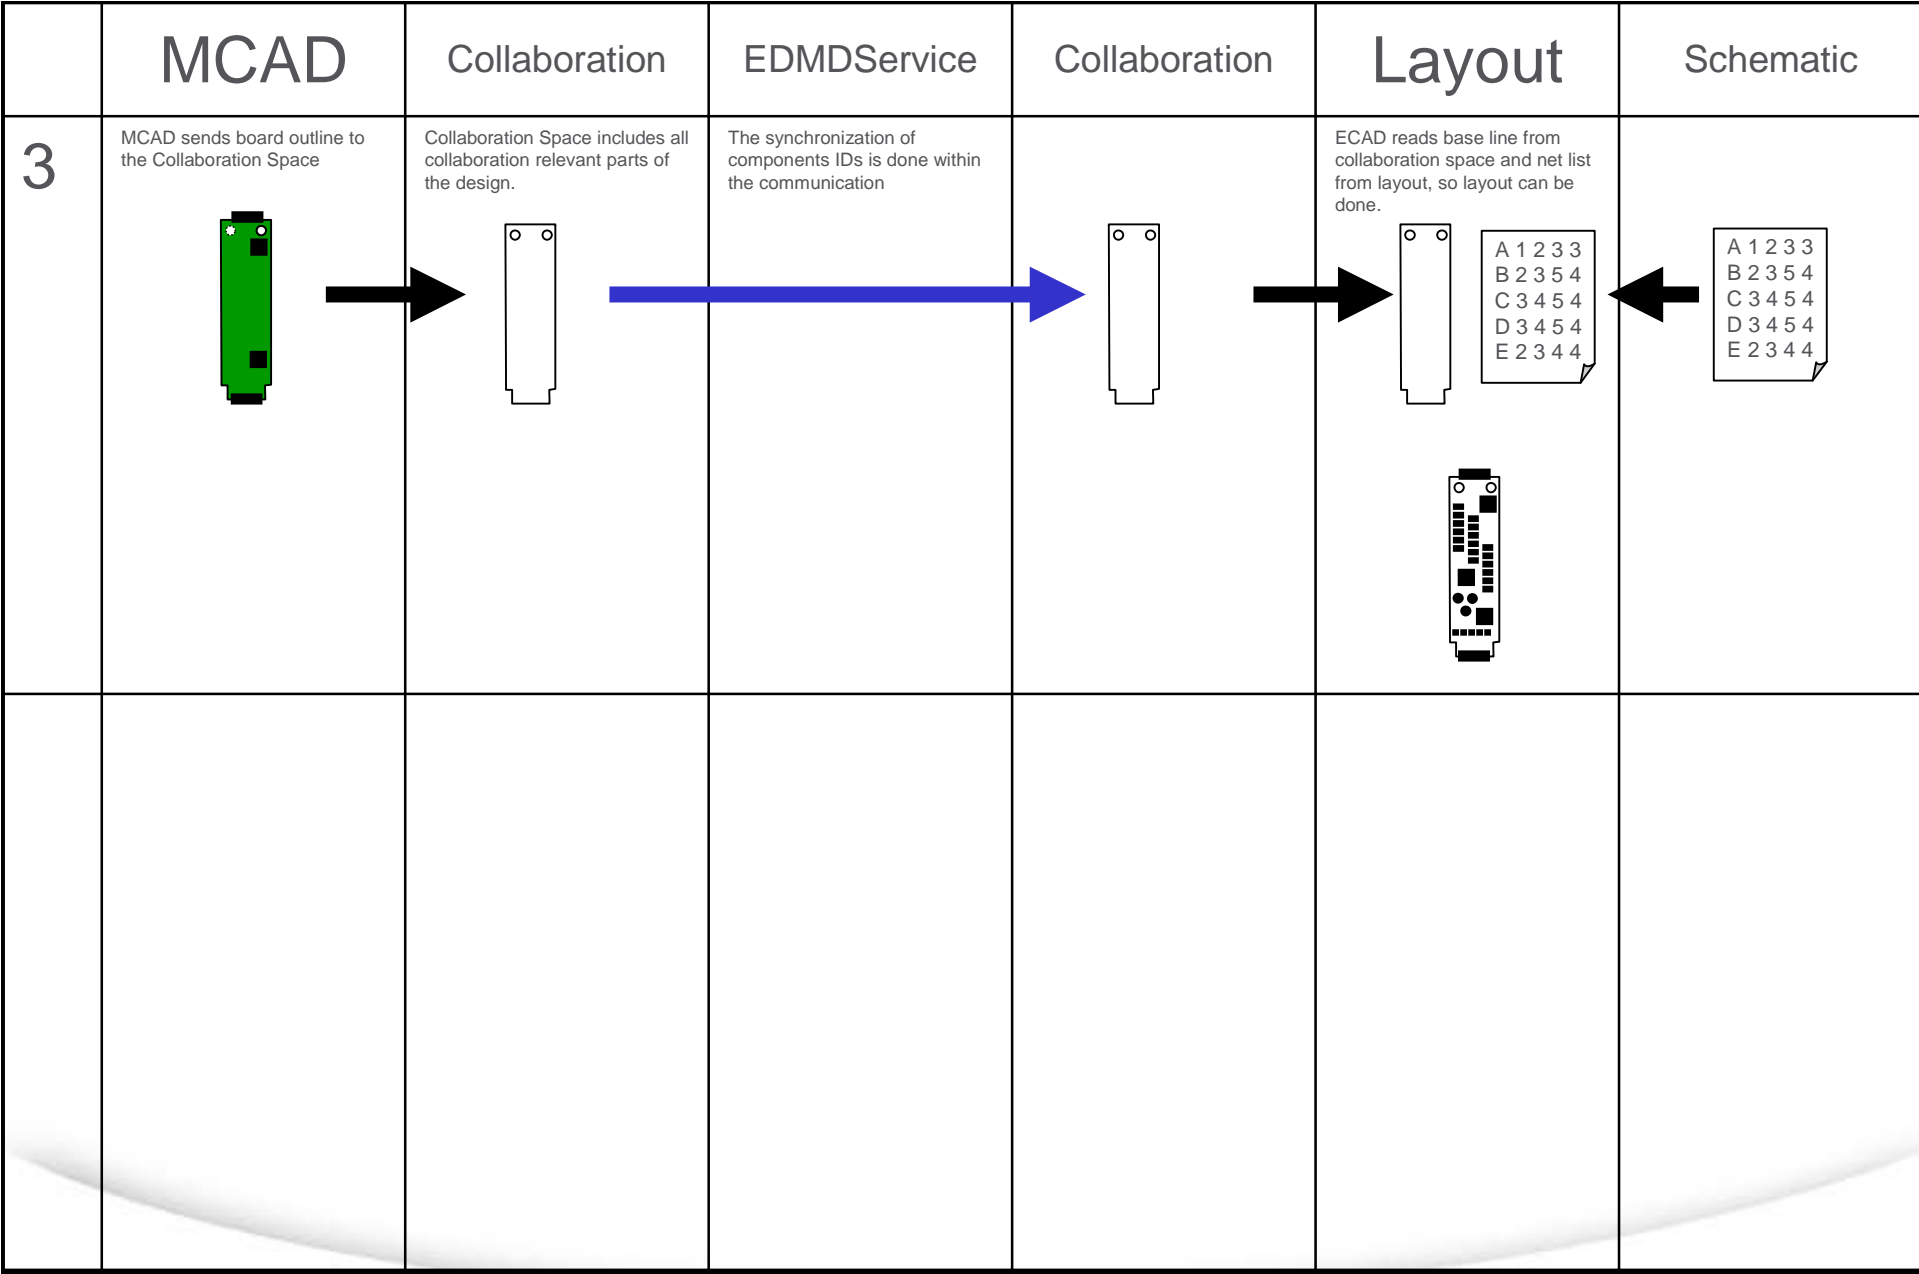 MCAD
Collaboration
EDMDService
Collaboration
Layout
Schematic
3
MCAD sends board outline to
the Collaboration Space
Collaboration Space includes all
collaboration relevant parts of
the design.
The synchronization of
components IDs is done within
the communication
ECAD reads base line from
collaboration space and net list
from layout, so layout can be
done.
A 1 2 3 3
B 2 3 5 4
C 3 4 5 4
D 3 4 5 4
E 2 3 4 4
A 1 2 3 3
B 2 3 5 4
C 3 4 5 4
D 3 4 5 4
E 2 3 4 4